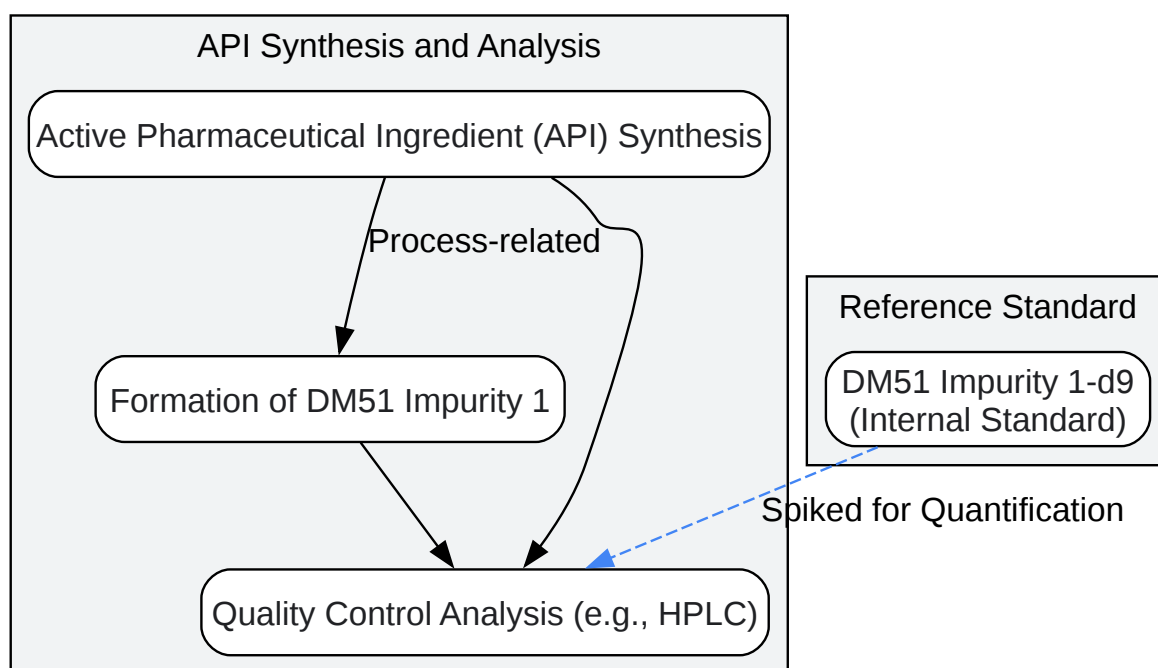 API Synthesis and Analysis
Active Pharmaceutical Ingredient (API) Synthesis
Process-related
Reference Standard
DM51 Impurity 1-d9
(Internal Standard)
Formation of DM51 Impurity 1
Spiked for Quantification
Quality Control Analysis (e.g., HPLC)